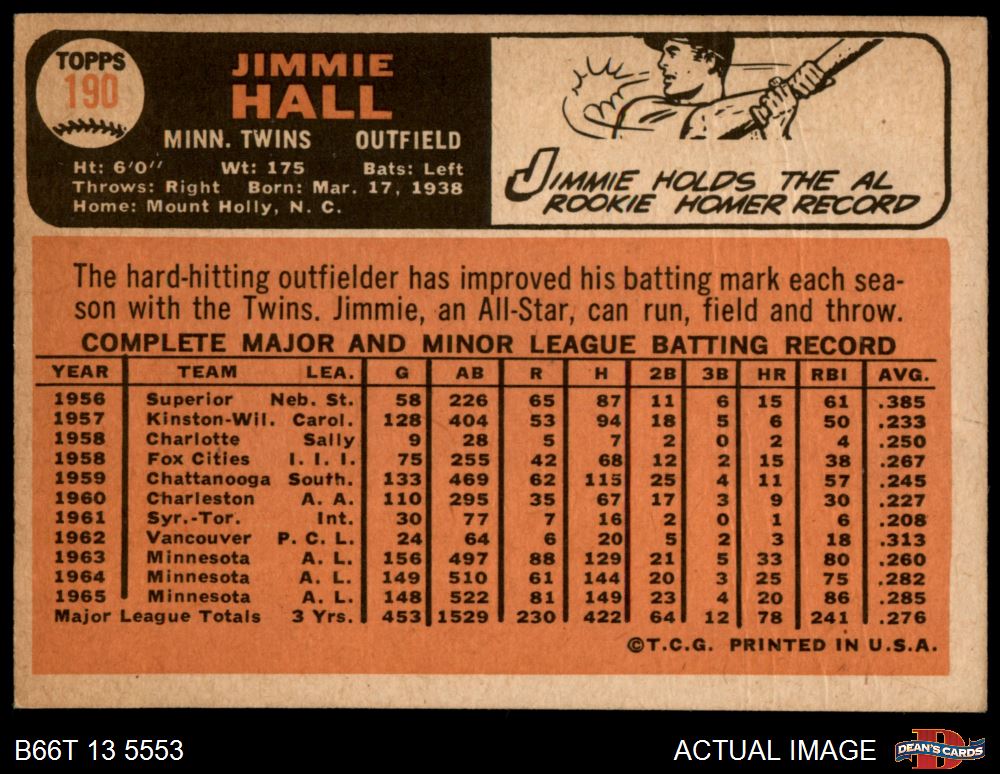 TOPPS
190
JIMMIE
HALL
MINN. TWINS OUTFIELD
Ht: 6'0" Wt: 175 Bats: Left
Throws: Right Born: Mar. 17, 1938
Home: Mount Holly, N. C.
JIMMIE HOLDS THE AL
ROOKIE HOMER RECORD
The hard-hitting outfielder has improved his batting mark each sea-
son with the Twins. Jimmie, an All-Star, can run, field and throw.
COMPLETE MAJOR AND MINOR LEAGUE BATTING RECORD
YEAR TEAM LEA. G AB R H 2B 3B HR RBI AVG.
1956 Superior Neb. St. 58 226 65 87 11 6 15 61 .385
1957 Kinston-Wil. Carol. 128 404 53 94 18 5 6 50 .233
1958 Charlotte Sally 9 28 5 7 2 0 2 4 .250
1958 Fox Cities I. I. I. 75 255 42 68 12 2 15 38 .267
1959 Chattanooga South. 133 469 62 115 25 4 11 57 .245
1960 Charleston A. A. 110 295 35 67 17 3 9 30 .227
1961 Syr.-Tor. Int. 30 77 7 16 2 0 1 6 .208
1962 Vancouver P. C. L. 24 64 6 20 5 2 3 18 .313
1963 Minnesota A. L. 156 497 88 129 21 5 33 80 .260
1964 Minnesota A. L. 149 510 61 144 20 3 25 75 .282
1965 Minnesota A. L. 148 522 81 149 23 4 20 86 .285
Major League Totals 3 Yrs. 453 1529 230 422 64 12 78 241 .276
©T.C.G. PRINTED IN U.S.A.
B66T 13 5553
ACTUAL IMAGE
D
DEAN'S CARDS